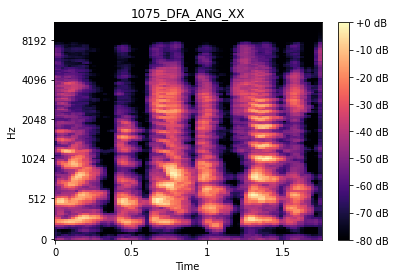 1075_DFA_ANG_XX
8192
4096
2048
1024
512
0
Hz
0
0.5
1
1.5
Time
+0 dB
-10 dB
-20 dB
-30 dB
-40 dB
-50 dB
-60 dB
-70 dB
-80 dB